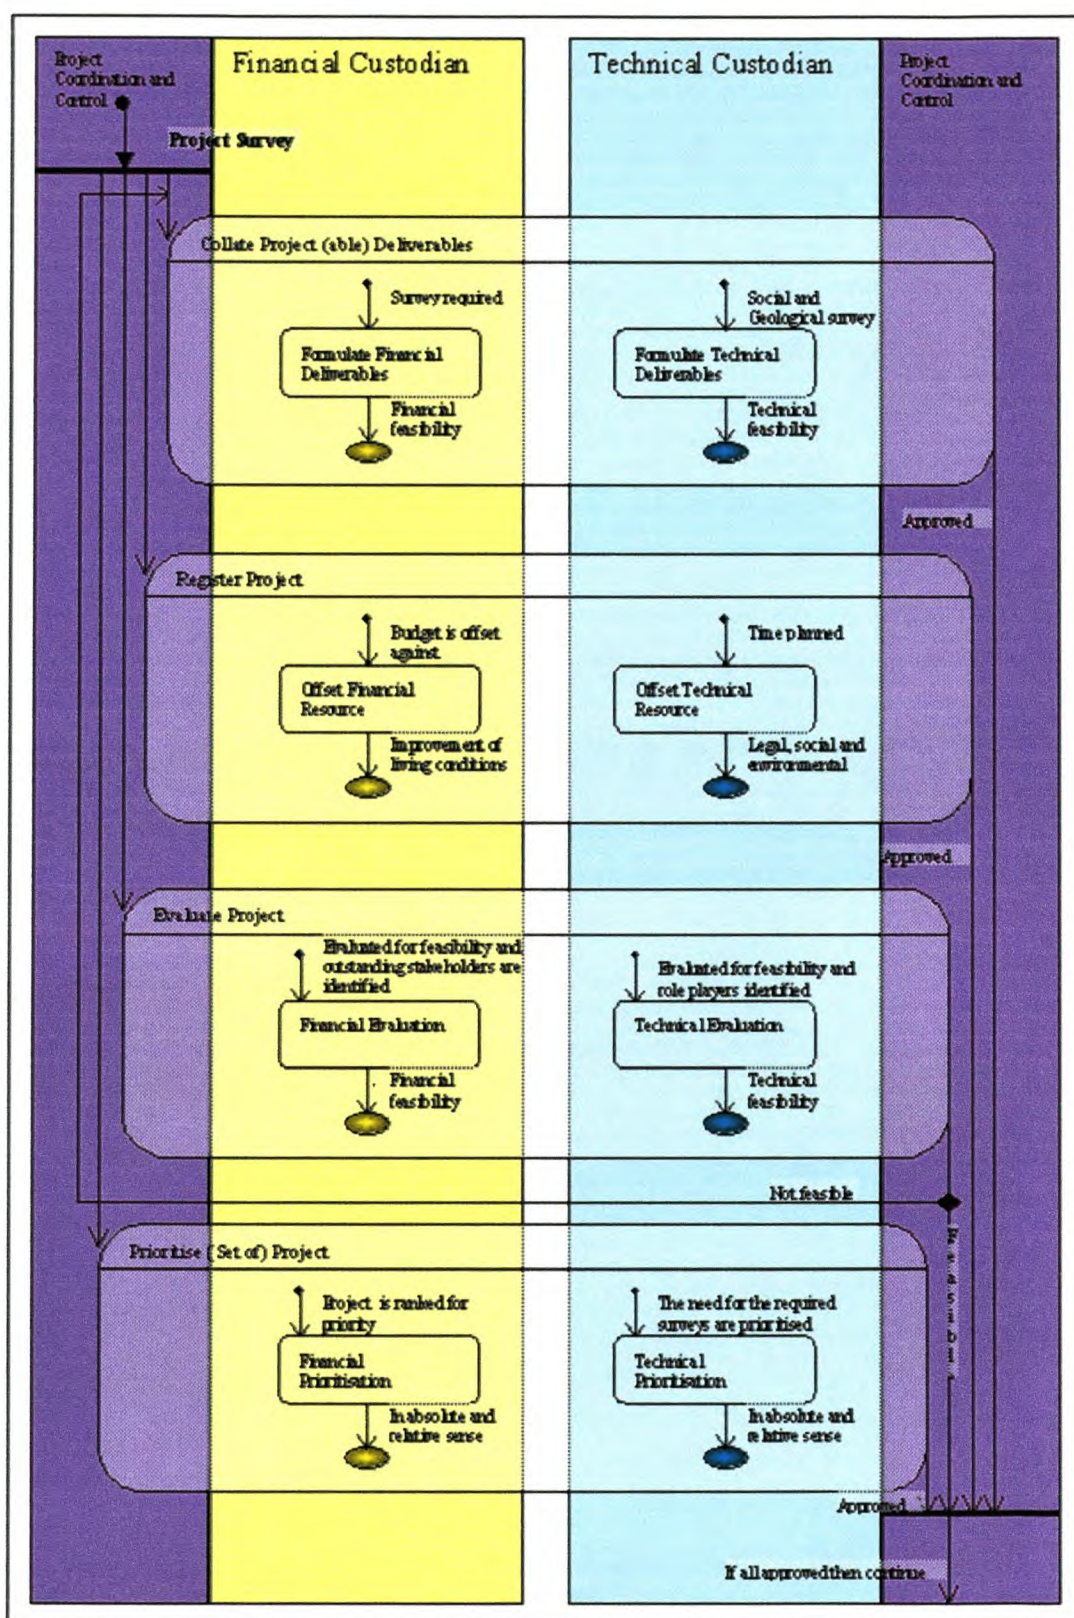 Project
Coordination and
Control
Financial Custodian
Technical Custodian
Project
Coordination and
Control
Project Survey
Collate Project (able) Deliverables
Survey required
Social and
Geological survey
Formulate Financial
Deliverables
Formulate Technical
Deliverables
Financial
feasibility
Technical
feasibility
Approved
Register Project
Budget is offset
against
Time planned
Offset Financial
Resource
Offset Technical
Resource
Improvement of
living conditions
Legal, social and
environmental
Approved
Evaluate Project
Evaluated for feasibility and
outstanding stakeholders are
identified
Evaluated for feasibility and
role players identified
Financial Evaluation
Technical Evaluation
Financial
feasibility
Technical
feasibility
Not feasible
Prioritise (Set of) Project
Project is ranked for
priority
The need for the required
surveys are prioritised
Financial
Prioritisation
Technical
Prioritisation
In absolute and
relative sense
In absolute and
relative sense
Approved
If all approved then continue